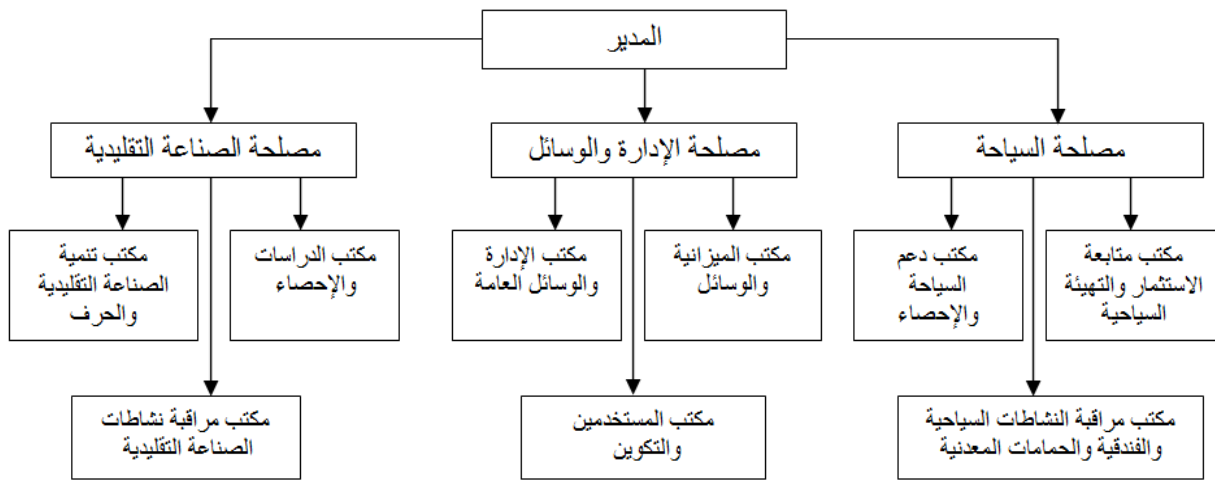 المدير
مصلحة السياحة
مصلحة الإدارة والوسائل
مصلحة الصناعة التقليدية
مكتب متابعة
الاستثمار والتهيئة
السياحية
مكتب دعم
السياحة
والإحصاء
مكتب الميزانية
والوسائل
مكتب الإدارة
والوسائل العامة
مكتب الدراسات
والإحصاء
مكتب تنمية
الصناعة التقليدية
والحرف
مكتب مراقبة النشاطات السياحية
والفندقية والحمامات المعدنية
مكتب المستخدمين
والتكوين
مكتب مراقبة نشاطات
الصناعة التقليدية